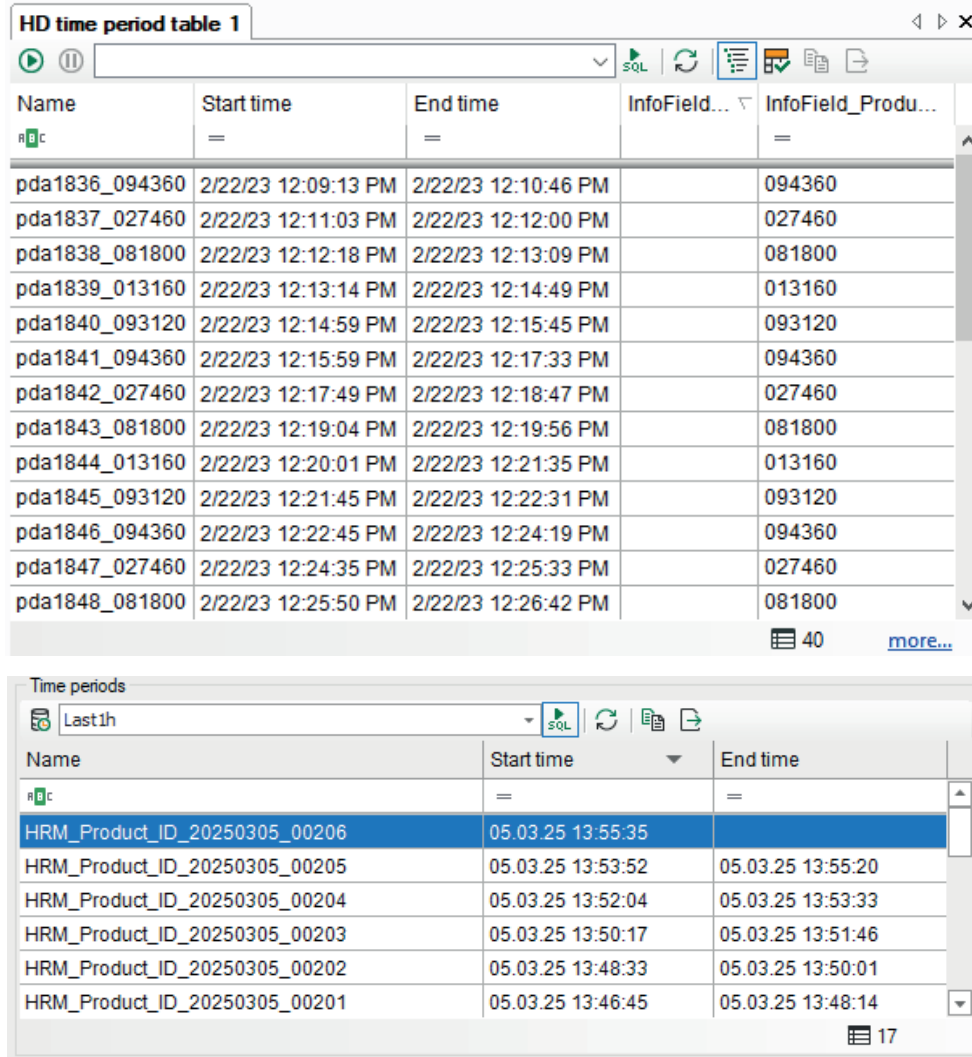 HD time period table 1
SQL
Name Start time End time InfoField... InfoField_Produ...
ABC = = =
pda1836_094360 2/22/23 12:09:13 PM 2/22/23 12:10:46 PM 094360
pda1837_027460 2/22/23 12:11:03 PM 2/22/23 12:12:00 PM 027460
pda1838_081800 2/22/23 12:12:18 PM 2/22/23 12:13:09 PM 081800
pda1839_013160 2/22/23 12:13:14 PM 2/22/23 12:14:49 PM 013160
pda1840_093120 2/22/23 12:14:59 PM 2/22/23 12:15:45 PM 093120
pda1841_094360 2/22/23 12:15:59 PM 2/22/23 12:17:33 PM 094360
pda1842_027460 2/22/23 12:17:49 PM 2/22/23 12:18:47 PM 027460
pda1843_081800 2/22/23 12:19:04 PM 2/22/23 12:19:56 PM 081800
pda1844_013160 2/22/23 12:20:01 PM 2/22/23 12:21:35 PM 013160
pda1845_093120 2/22/23 12:21:45 PM 2/22/23 12:22:31 PM 093120
pda1846_094360 2/22/23 12:22:45 PM 2/22/23 12:24:19 PM 094360
pda1847_027460 2/22/23 12:24:35 PM 2/22/23 12:25:33 PM 027460
pda1848_081800 2/22/23 12:25:50 PM 2/22/23 12:26:42 PM 081800
40 more...
Time periods
Last1h SQL
Name Start time End time
ABC = =
HRM_Product_ID_20250305_00206 05.03.25 13:55:35
HRM_Product_ID_20250305_00205 05.03.25 13:53:52 05.03.25 13:55:20
HRM_Product_ID_20250305_00204 05.03.25 13:52:04 05.03.25 13:53:33
HRM_Product_ID_20250305_00203 05.03.25 13:50:17 05.03.25 13:51:46
HRM_Product_ID_20250305_00202 05.03.25 13:48:33 05.03.25 13:50:01
HRM_Product_ID_20250305_00201 05.03.25 13:46:45 05.03.25 13:48:14
17